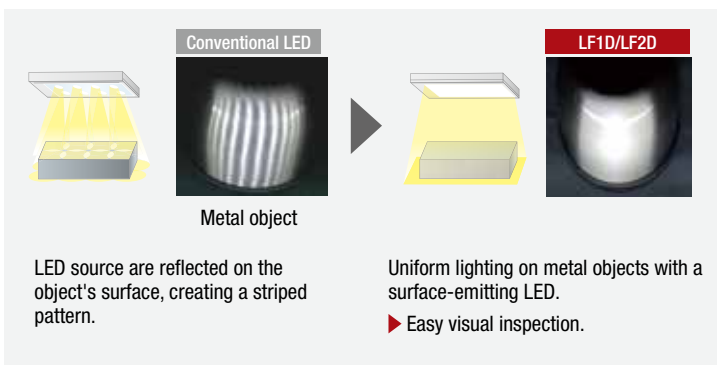 Conventional LED
LF1D/LF2D
Metal object
LED source are reflected on the
object's surface, creating a striped
pattern.
Uniform lighting on metal objects with a
surface-emitting LED.
Easy visual inspection.